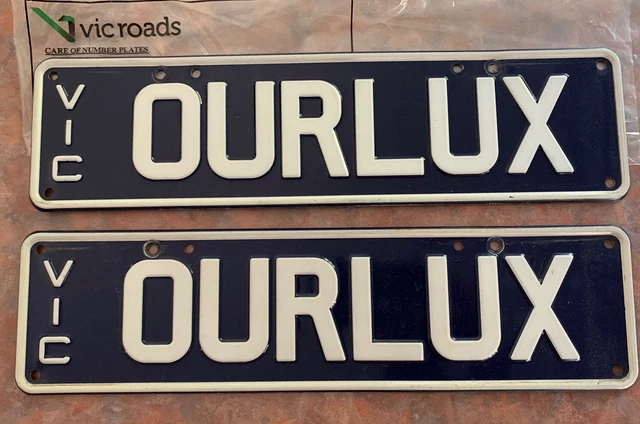 vicroads
CARE OF NUMBER PLATES
VIC
OURLUX
VIC
OURLUX